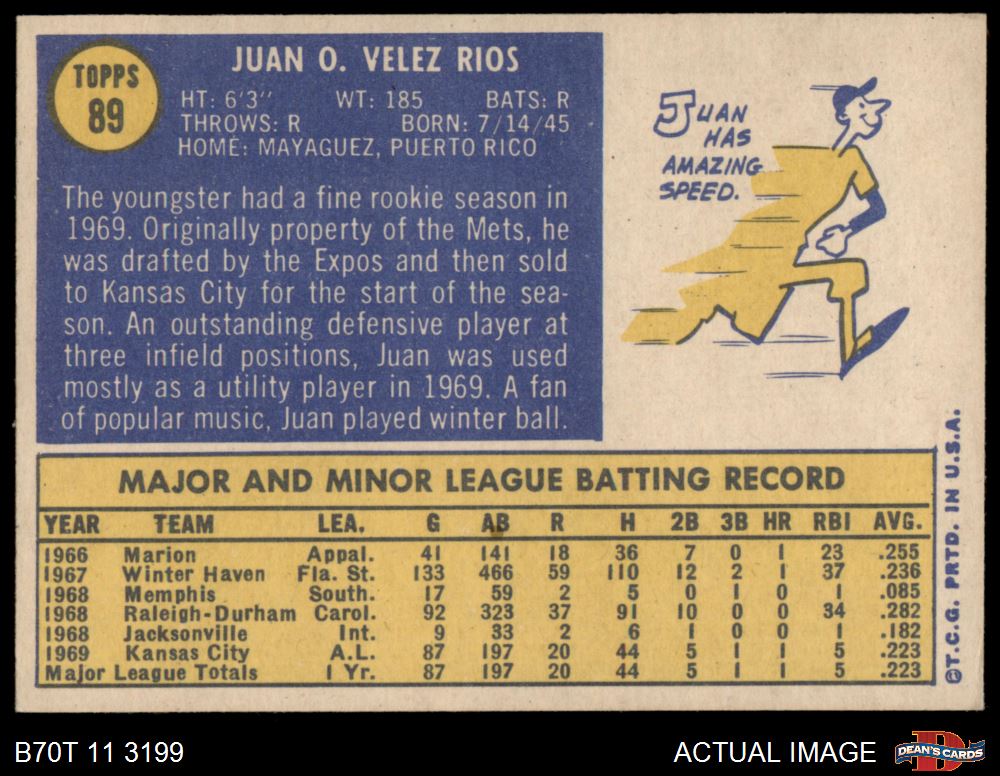 TOPPS
89
JUAN O. VELEZ RIOS
HT: 6'3" WT: 185 BATS: R
THROWS: R BORN: 7/14/45
HOME: MAYAGUEZ, PUERTO RICO
The youngster had a fine rookie season in
1969. Originally property of the Mets, he
was drafted by the Expos and then sold
to Kansas City for the start of the sea-
son. An outstanding defensive player at
three infield positions, Juan was used
mostly as a utility player in 1969. A fan
of popular music, Juan played winter ball.
JUAN
HAS
AMAZING
SPEED.
MAJOR AND MINOR LEAGUE BATTING RECORD
YEAR TEAM LEA. G AB R H 2B 3B HR RBI AVG.
1966 Marion Appal. 41 141 18 36 7 0 1 23 .255
1967 Winter Haven Fla. St. 133 466 59 110 12 2 1 37 .236
1968 Memphis South. 17 59 2 5 0 1 0 1 .085
1968 Raleigh-Durham Carol. 92 323 37 91 10 0 0 34 .282
1968 Jacksonville Int. 9 33 2 6 1 0 0 1 .182
1969 Kansas City A.L. 87 197 20 44 5 1 1 5 .223
Major League Totals 1 Yr. 87 197 20 44 5 1 1 5 .223
©T.C.G. PRTD. IN U.S.A.
B70T 11 3199
ACTUAL IMAGE
D
DEAN'S CARDS